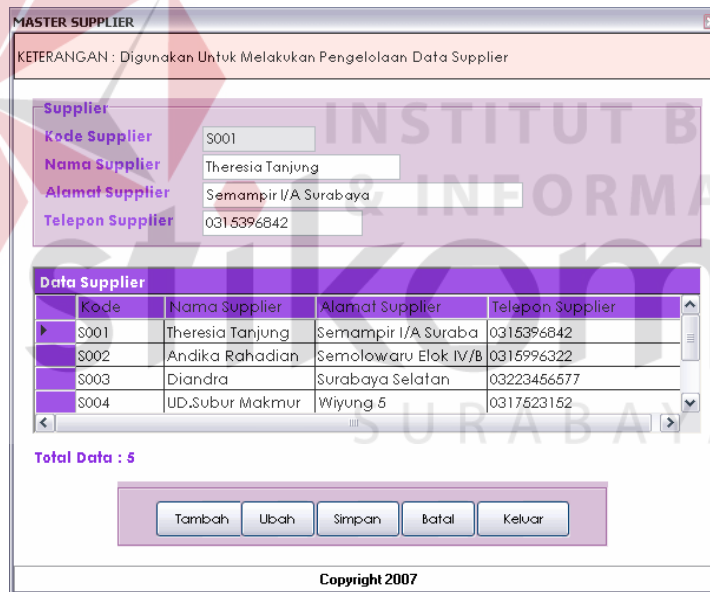 MASTER SUPPLIER
KETERANGAN : Digunakan Untuk Melakukan Pengelolaan Data Supplier
Supplier
Kode Supplier S001
Nama Supplier Theresia Tanjung
Alamat Supplier Semampir I/A Surabaya
Telepon Supplier 0315396842
Data Supplier
Kode Nama Supplier Alamat Supplier Telepon Supplier
S001 Theresia Tanjung Semampir I/A Suraba 0315396842
S002 Andika Rahadian Semolowaru Elok IV/B 0315996322
S003 Diandra Surabaya Selatan 03223456577
S004 UD.Subur Makmur Wiyung 5 0317523152
Total Data : 5
Tambah Ubah Simpan Batal Keluar
Copyright 2007
INSTITUT B
& INFORMA
stikom
SURABAYA